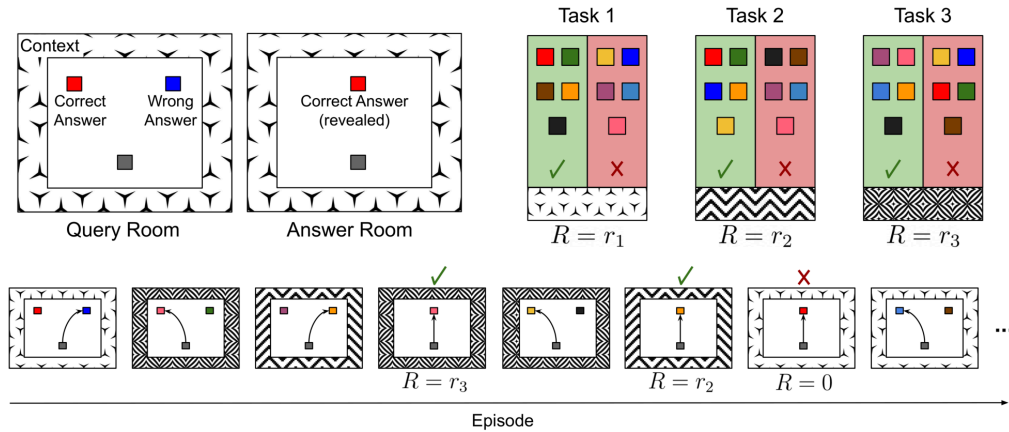 Task 1
Task 2
Task 3
Context
Correct
Answer
Wrong
Answer
Correct Answer
(revealed)
✓
✗
✓
✗
✓
✗
Query Room
Answer Room
R = r₁
R = r₂
R = r₃
✓
✓
✗
...
R = r₃
R = r₂
R = 0
Episode